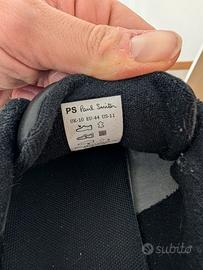 PS Paul Smith
UK-10 EU-44 US-11
subito